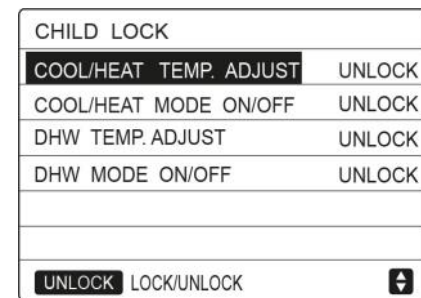 CHILD LOCK
COOL/HEAT TEMP. ADJUST UNLOCK
COOL/HEAT MODE ON/OFF UNLOCK
DHW TEMP. ADJUST UNLOCK
DHW MODE ON/OFF UNLOCK
UNLOCK LOCK/UNLOCK